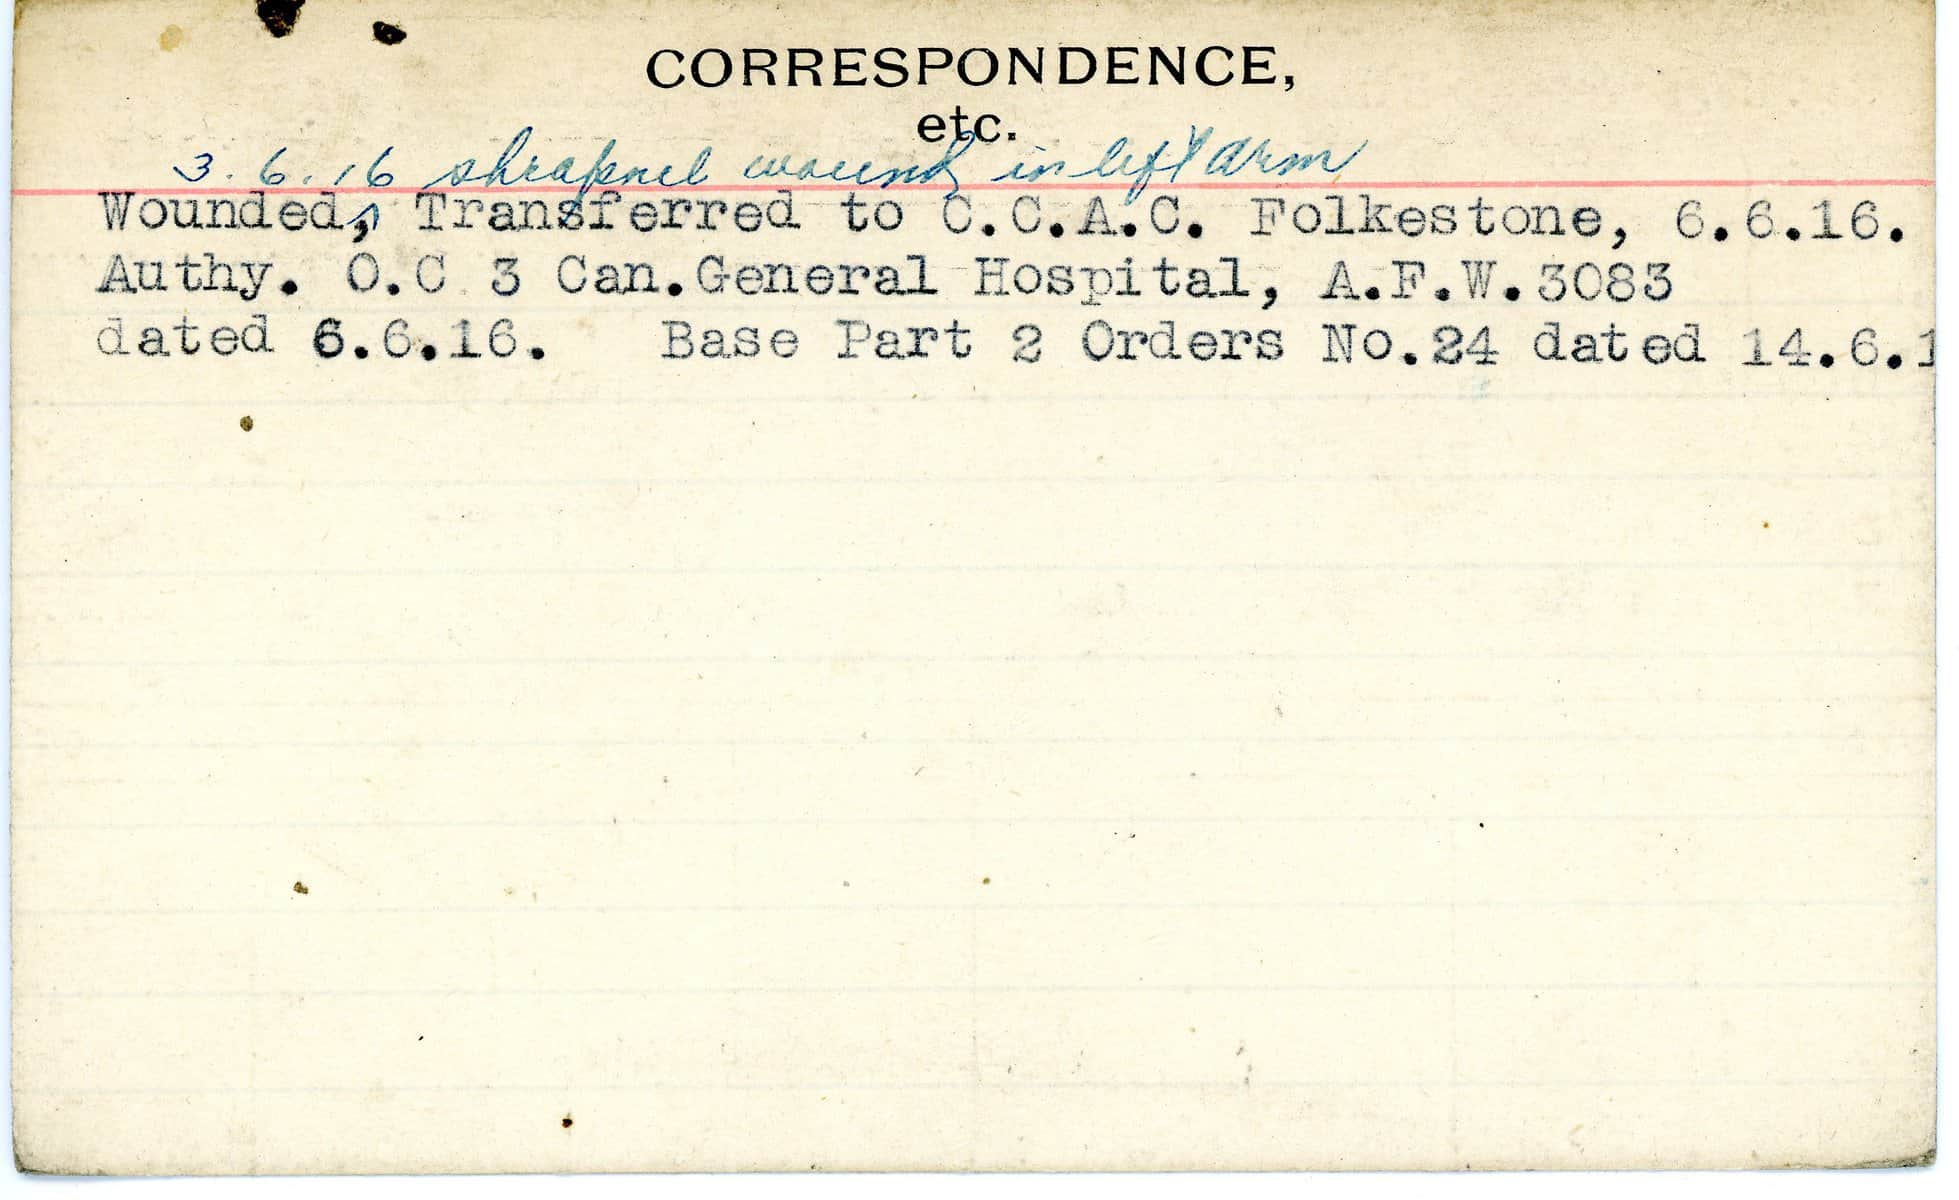 CORRESPONDENCE,
etc.
3.6.16 shrapnel wound in left arm
Wounded, Transferred to C.C.A.C. Folkestone, 6.6.16.
Authy. O.C 3 Can.General Hospital, A.F.W.3083
dated 6.6.16. Base Part 2 Orders No.24 dated 14.6.1